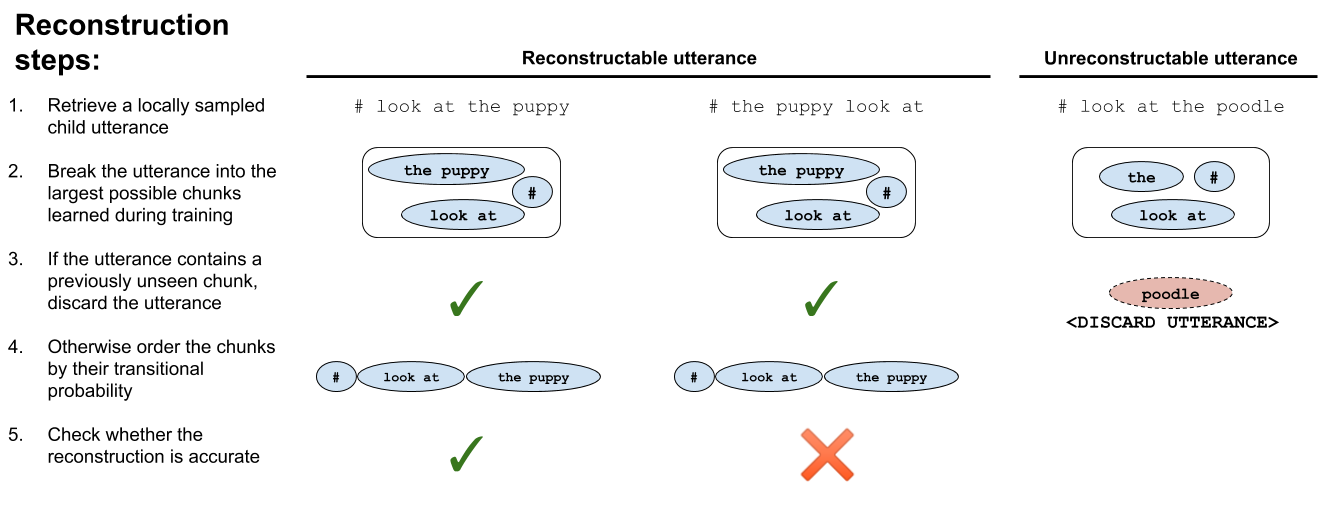 Reconstruction
steps:
Reconstructable utterance
Unreconstructable utterance
1. Retrieve a locally sampled
child utterance
# look at the puppy
# the puppy look at
# look at the poodle
2. Break the utterance into the
largest possible chunks
learned during training
the puppy
#
look at
the puppy
#
look at
the
#
look at
3. If the utterance contains a
previously unseen chunk,
discard the utterance
poodle
<DISCARD UTTERANCE>
4. Otherwise order the chunks
by their transitional
probability
# look at the puppy
# look at the puppy
5. Check whether the
reconstruction is accurate